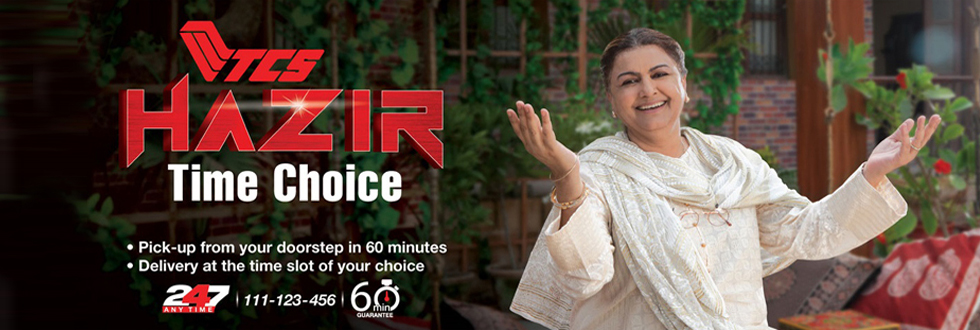 TCS
HAZIR
Time Choice
• Pick-up from your doorstep in 60 minutes
• Delivery at the time slot of your choice
247 | 111-123-456 | 60 min
ANY TIME GUARANTEE